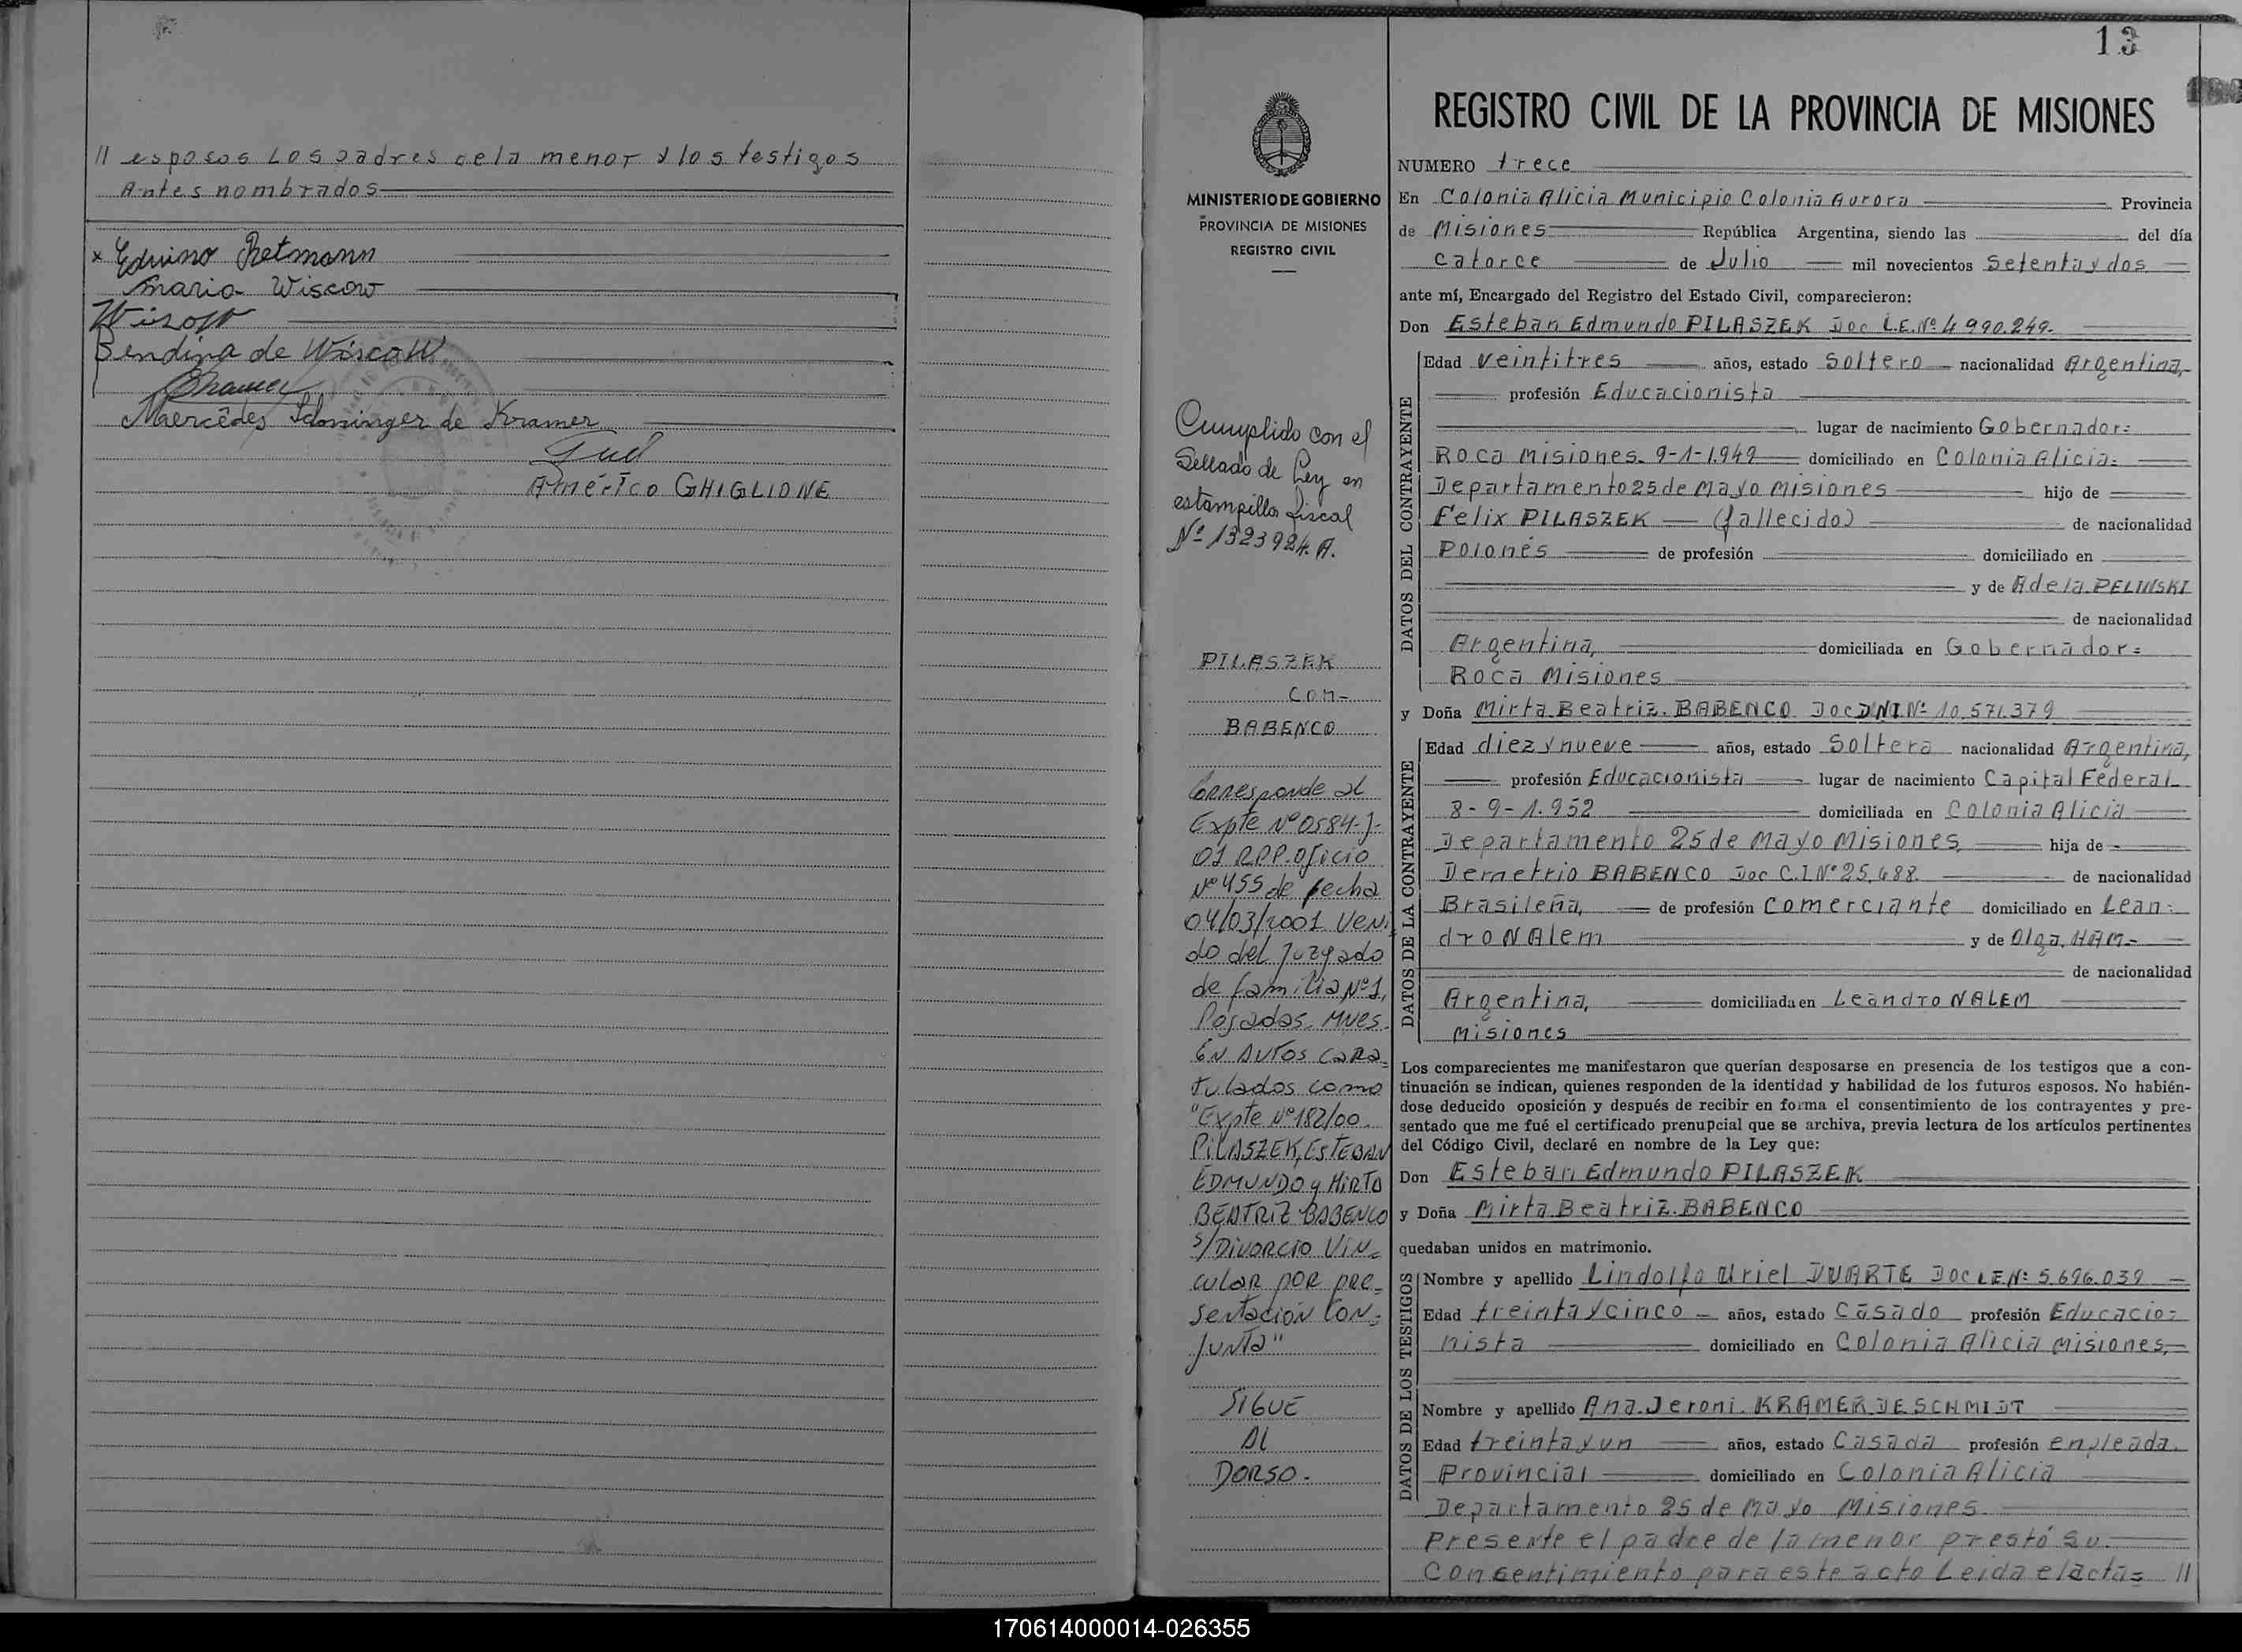 // esposos Los padres de la menor y los testigos
Antes nombrados
x Eduino Retmann
Maria Wiscow
Bendina de Wiscow
Kramer
Mercêdes Schoninger de Kramer
Américo GHIGLIONE
13
MINISTERIO DE GOBIERNO
PROVINCIA DE MISIONES
REGISTRO CIVIL
Cumplido con el
Sellado de Ley en
estampilla fiscal
Nº 1323924. A.
PILASZEK
CON-
BABENCO
Corresponde al
Expte Nº 0584-J-
01 RPP. Oficio
Nº 455 de fecha
04/03/2001 veni
do del Juzgado
de familia Nº 1,
Posadas, Mnes.
En Autos cara-
tulados como
"Expte Nº 182/00
PILASZEK, ESTEBAN
EDMUNDO y MIRTA
BEATRIZ BABENCO
S/DIVORCIO VIN=
cular por pre=
sentación con=
junta"
SIGUE
AL
DORSO.
REGISTRO CIVIL DE LA PROVINCIA DE MISIONES
NUMERO trece
En Colonia Alicia Municipio Colonia Aurora Provincia
de Misiones República Argentina, siendo las del día
catorce de Julio mil novecientos Setenta y dos
ante mí, Encargado del Registro del Estado Civil, comparecieron:
Don Esteban Edmundo PILASZEK Doc L.E. Nº 4 990.249.
DATOS DEL CONTRAYENTE
Edad veintitres años, estado Soltero nacionalidad Argentina,
profesión Educacionista
lugar de nacimiento Gobernador=
Roca Misiones. 9-1-1.949 domiciliado en Colonia Alicia=
Departamento 25 de Mayo Misiones hijo de
Felix PILASZEK (fallecido) de nacionalidad
Polonés de profesión domiciliado en
y de Adela. PELINSKI
de nacionalidad
Argentina, domiciliada en Gobernador=
Roca Misiones
y Doña Mirta Beatriz. BABENCO Doc DNI Nº 10.571.379
DATOS DE LA CONTRAYENTE
Edad diez y nueve años, estado Soltera nacionalidad Argentina,
profesión Educacionista lugar de nacimiento Capital Federal
8-9-1.952 domiciliada en Colonia Alicia
Departamento 25 de Mayo Misiones, hija de
Demetrio BABENCO Doc C.I Nº 25.488. de nacionalidad
Brasileña, de profesión comerciante domiciliado en Lean=
dro N Alem y de Olga, HAM.
de nacionalidad
Argentina, domiciliada en Leandro N ALEM
Misiones
Los comparecientes me manifestaron que querían desposarse en presencia de los testigos que a con-
tinuación se indican, quienes responden de la identidad y habilidad de los futuros esposos. No habién-
dose deducido oposición y después de recibir en forma el consentimiento de los contrayentes y pre-
sentado que me fué el certificado prenupcial que se archiva, previa lectura de los artículos pertinentes
del Código Civil, declaré en nombre de la Ley que:
Don Esteban Edmundo PILASZEK
y Doña Mirta Beatriz. BABENCO
quedaban unidos en matrimonio.
DATOS DE LOS TESTIGOS
Nombre y apellido Lindolfo Uriel DUARTE Doc LE Nº 5.696.039
Edad treinta y cinco años, estado Casado profesión Educacio=
nista domiciliado en Colonia Alicia Misiones,
Nombre y apellido Ana Jeroni. KRAMER DE SCHMIDT
Edad treinta y un años, estado Casada profesión enpleada
Provincial domiciliado en Colonia Alicia
Departamento 25 de Mayo Misiones
Presente el padre de la menor prestó su
Consentimiento para este acto Leida el acta= //
170614000014-026355